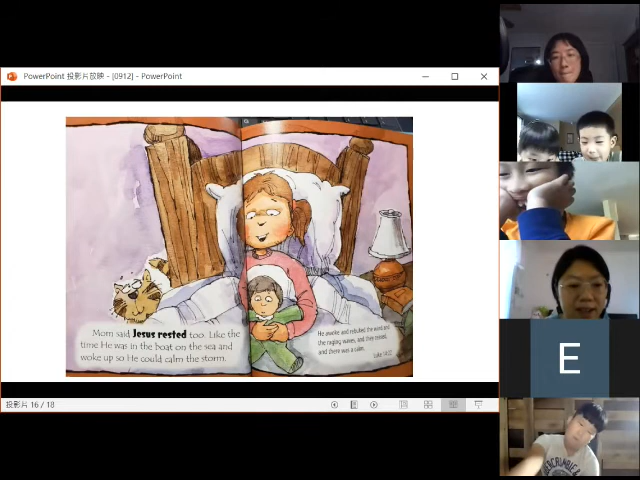 PowerPoint 投影片放映 - [0912] - PowerPoint
Mom said Jesus rested too. Like the
time He was in the boat on the sea and
woke up so He could calm the storm.
He awoke and rebuked the wind and
the raging waves, and they ceased,
and there was a calm.
Luke
投影片 16 / 18
E